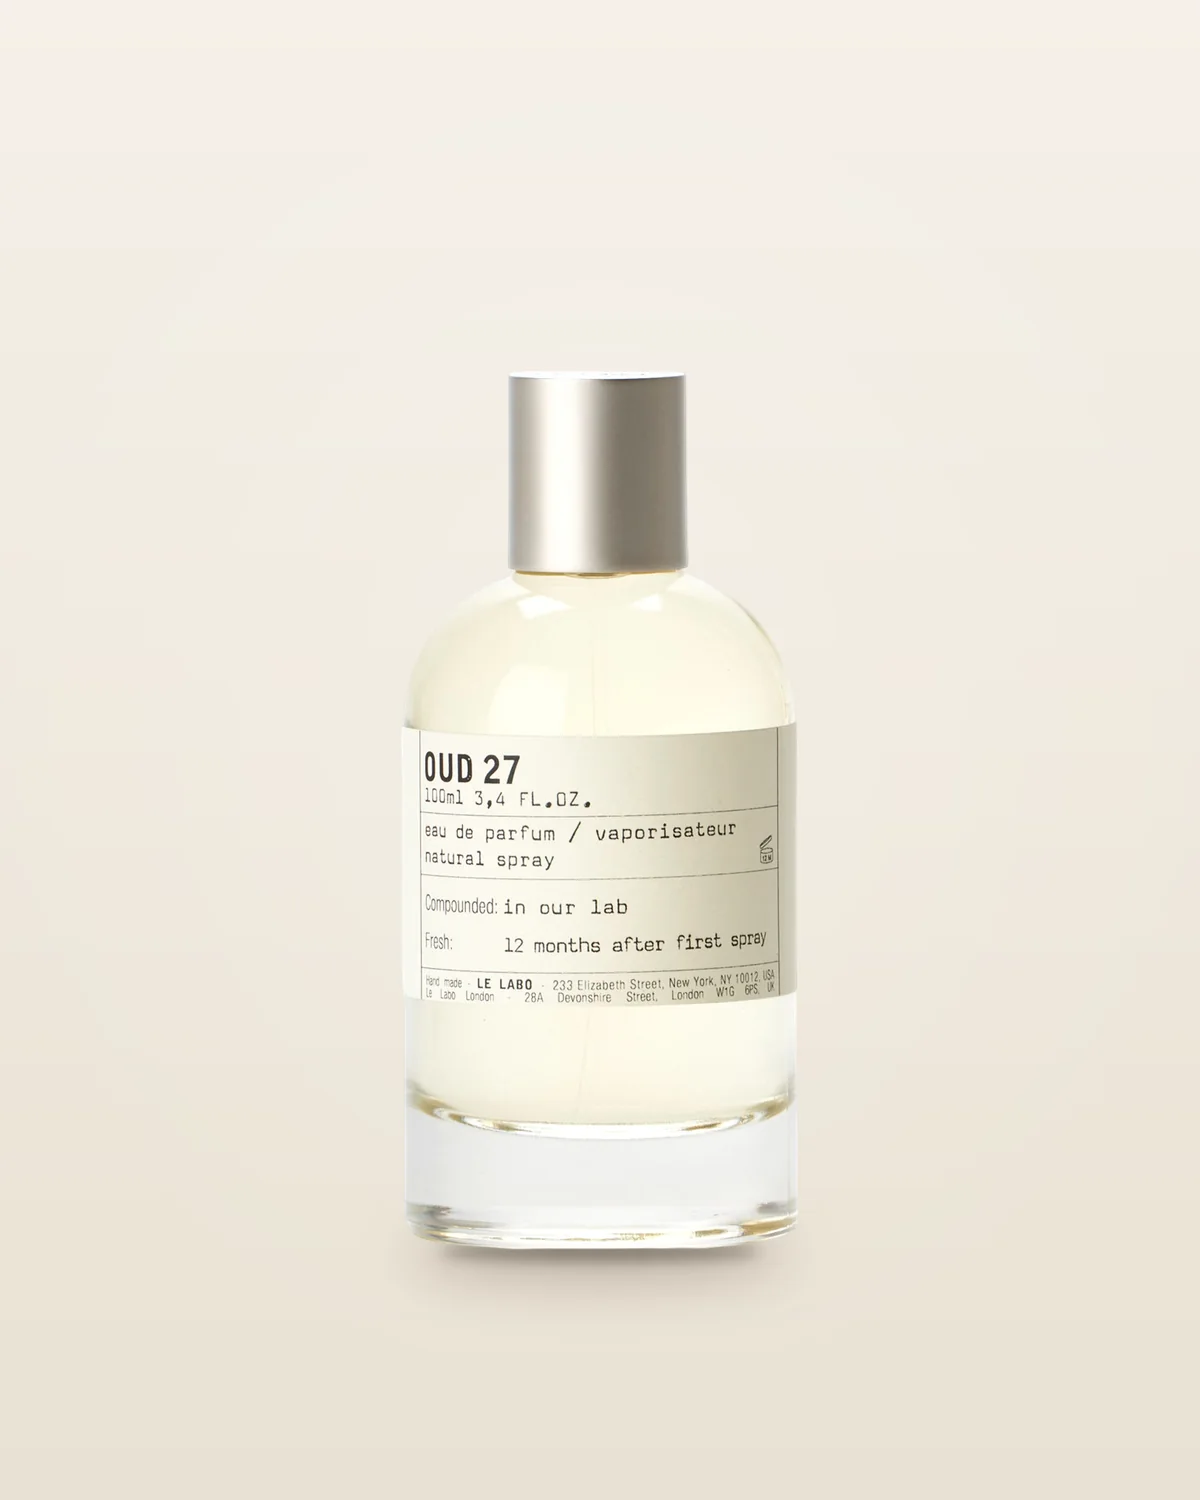 OUD 27
100ml 3,4 FL.OZ.
eau de parfum / vaporisateur
natural spray
12 M
Compounded: in our lab
Fresh: 12 months after first spray
Hand made · LE LABO · 233 Elizabeth Street, New York, NY 10012, USA
Le Labo London · 28A Devonshire Street, London W1G 6PS, UK